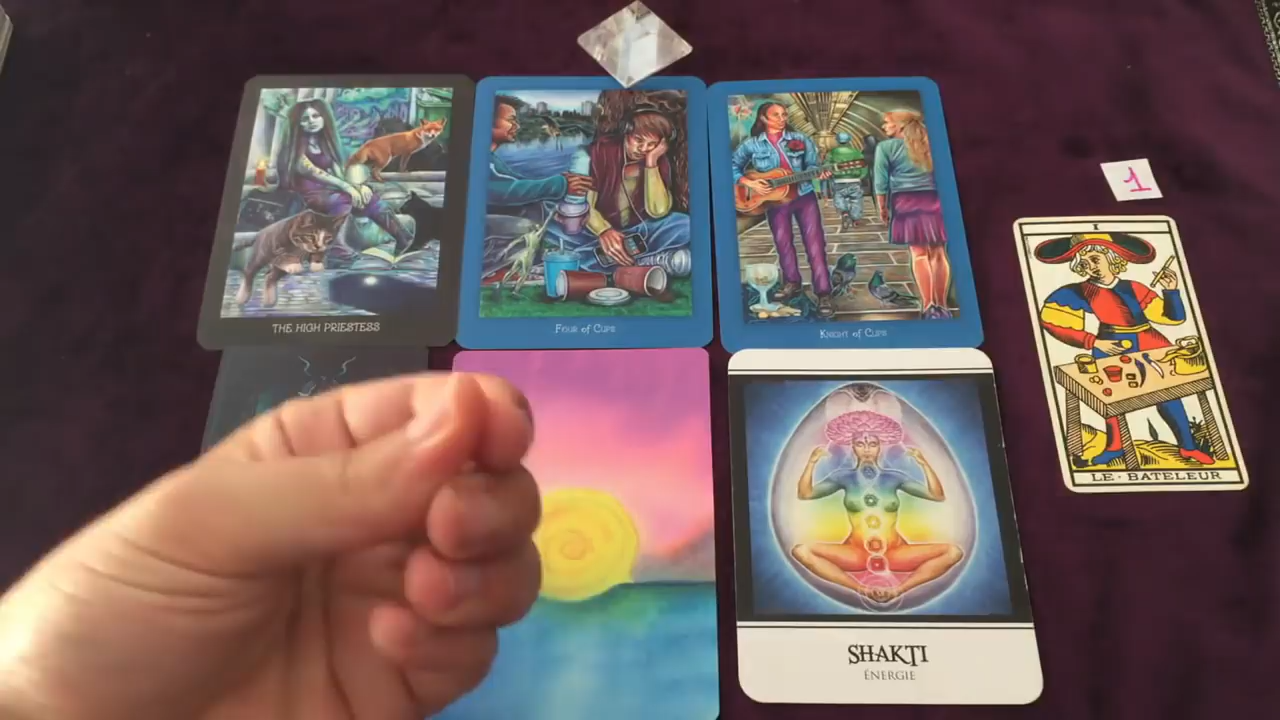 THE HIGH PRIESTESS
FOUR OF CUPS
KNIGHT OF CUPS
1
I
LE·BATELEUR
SHAKTI
ÉNERGIE